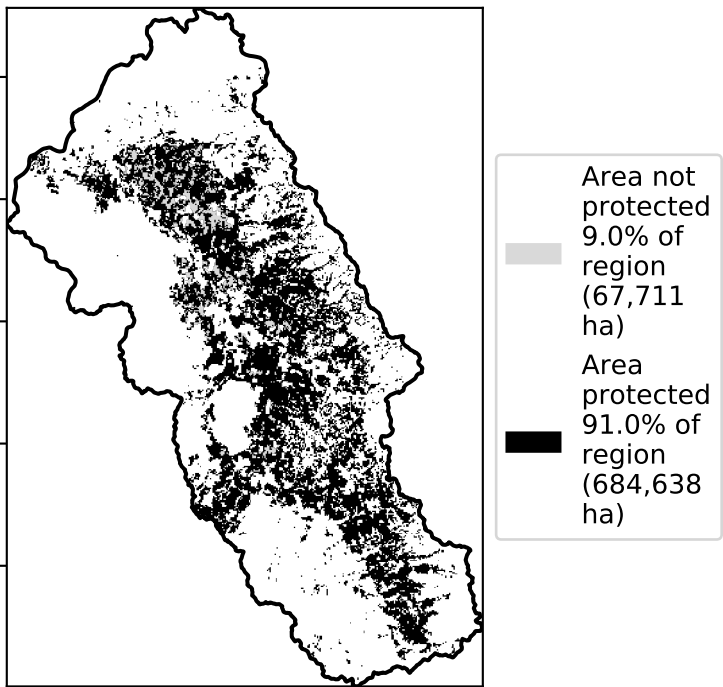 Area not
protected
9.0% of
region
(67,711
ha)
Area
protected
91.0% of
region
(684,638
ha)